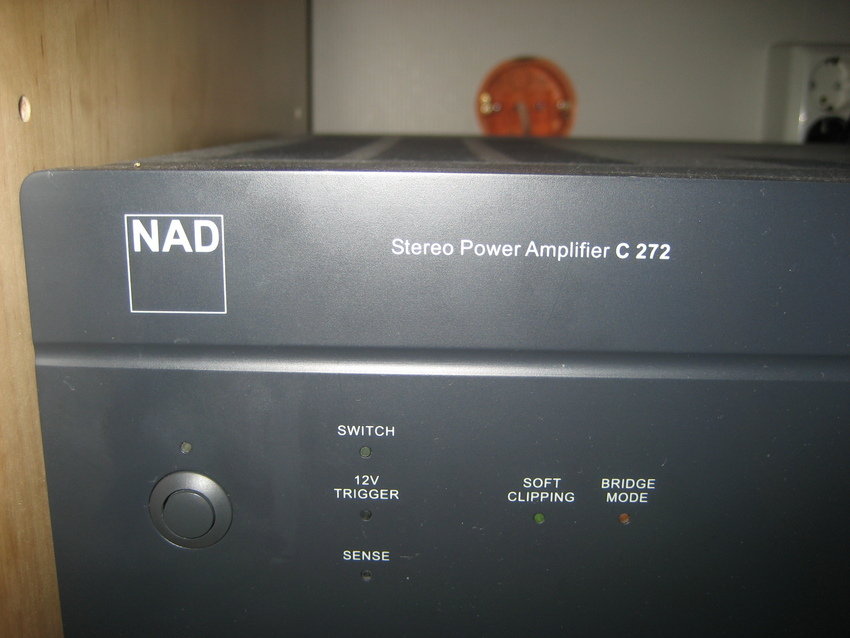 NAD
Stereo Power Amplifier C 272
SWITCH
12V
TRIGGER
SENSE
SOFT
CLIPPING
BRIDGE
MODE